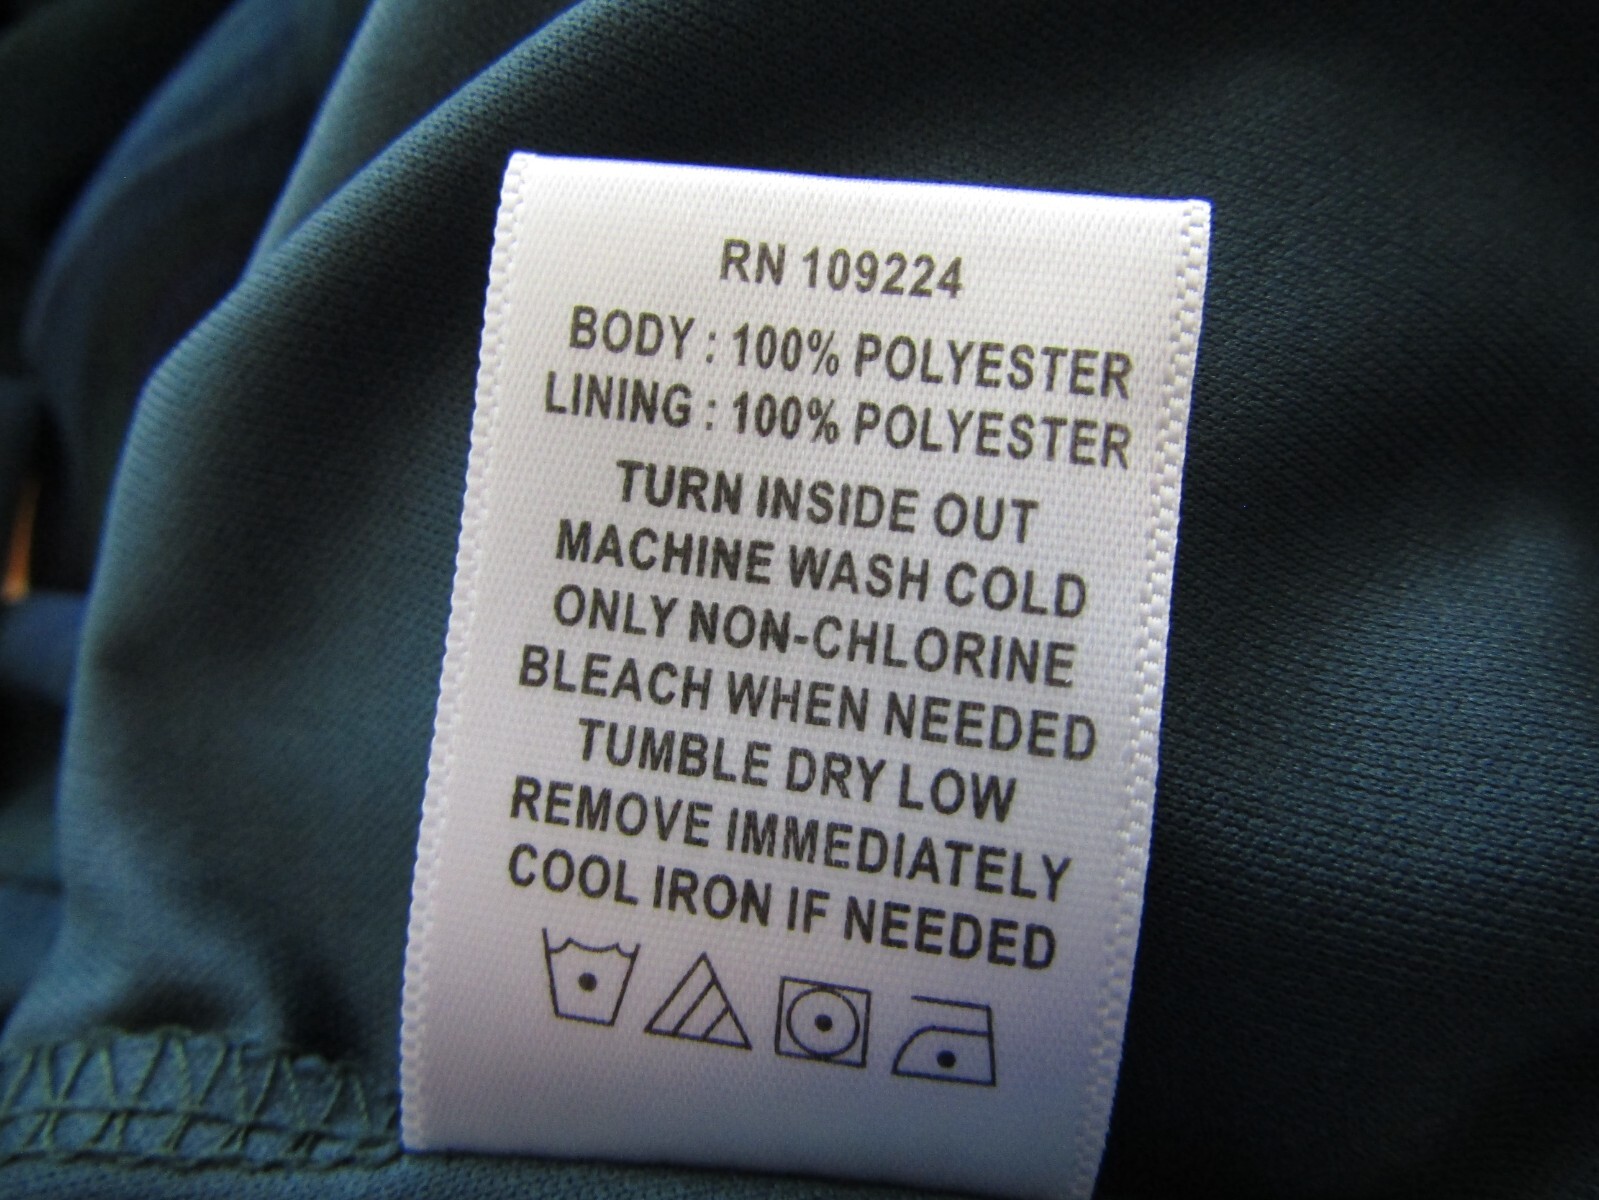 RN 109224
BODY : 100% POLYESTER
LINING : 100% POLYESTER
TURN INSIDE OUT
MACHINE WASH COLD
ONLY NON-CHLORINE
BLEACH WHEN NEEDED
TUMBLE DRY LOW
REMOVE IMMEDIATELY
COOL IRON IF NEEDED